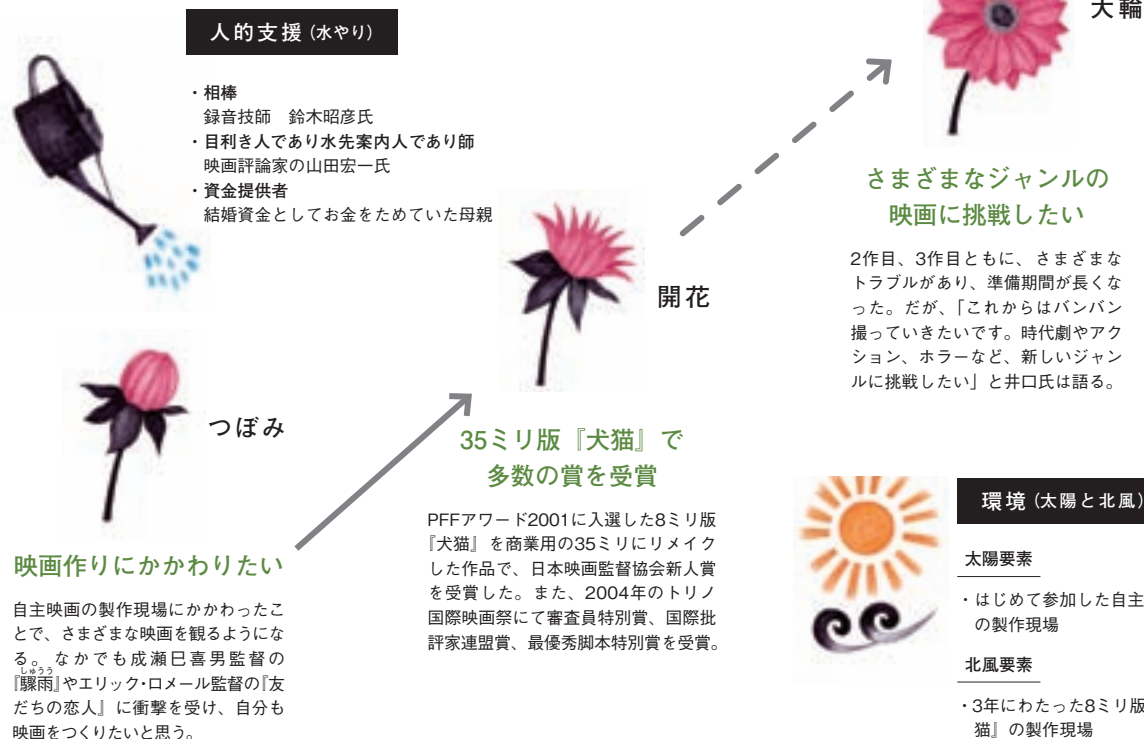 人的支援(水やり)
・相棒
録音技師　鈴木昭彦氏
・目利き人であり水先案内人であり師
映画評論家の山田宏一氏
・資金提供者
結婚資金としてお金をためていた母親
つぼみ
映画作りにかかわりたい
自主映画の製作現場にかかわったこ
とで、さまざまな映画を観るようにな
る。なかでも成瀬巳喜男監督の
しゅうう
『驟雨』やエリック・ロメール監督の『友
だちの恋人』に衝撃を受け、自分も
映画をつくりたいと思う。
開花
35ミリ版『犬猫』で
多数の賞を受賞
PFFアワード2001に入選した8ミリ版
『犬猫』を商業用の35ミリにリメイク
した作品で、日本映画監督協会新人賞
を受賞した。また、2004年のトリノ
国際映画祭にて審査員特別賞、国際批
評家連盟賞、最優秀脚本特別賞を受賞。
大輪
さまざまなジャンルの
映画に挑戦したい
2作目、3作目ともに、さまざまな
トラブルがあり、準備期間が長くな
った。だが、「これからはバンバン
撮っていきたいです。時代劇やアク
ション、ホラーなど、新しいジャン
ルに挑戦したい」と井口氏は語る。
環境(太陽と北風)
太陽要素
・はじめて参加した自主
の製作現場
北風要素
・3年にわたった8ミリ版
猫』の製作現場